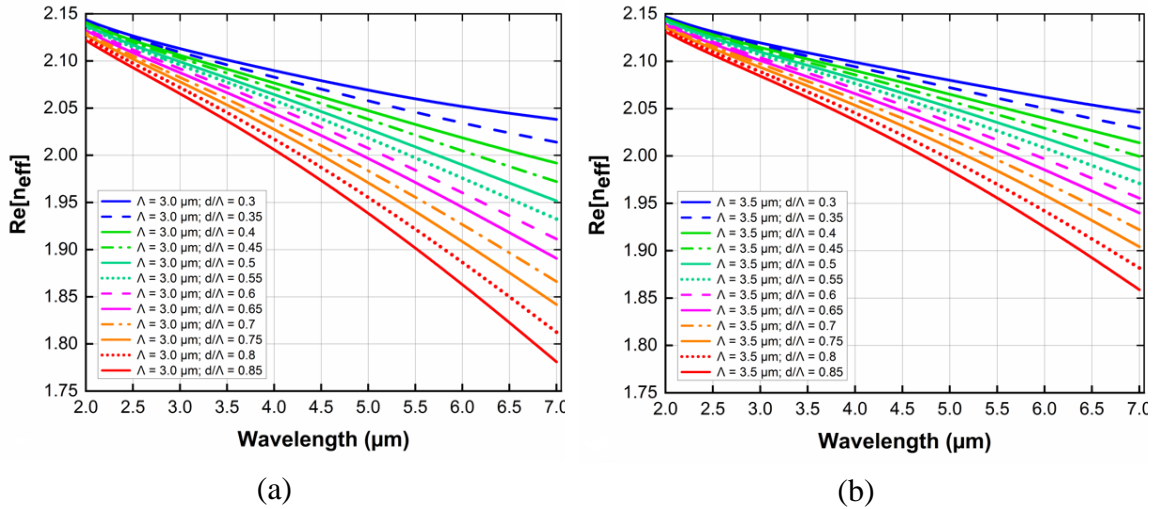 2.15
2.10
2.05
2.00
1.95
1.90
1.85
1.80
1.75
Re[neff]
Λ = 3.0 µm; d/Λ = 0.3
Λ = 3.0 µm; d/Λ = 0.35
Λ = 3.0 µm; d/Λ = 0.4
Λ = 3.0 µm; d/Λ = 0.45
Λ = 3.0 µm; d/Λ = 0.5
Λ = 3.0 µm; d/Λ = 0.55
Λ = 3.0 µm; d/Λ = 0.6
Λ = 3.0 µm; d/Λ = 0.65
Λ = 3.0 µm; d/Λ = 0.7
Λ = 3.0 µm; d/Λ = 0.75
Λ = 3.0 µm; d/Λ = 0.8
Λ = 3.0 µm; d/Λ = 0.85
2.0 2.5 3.0 3.5 4.0 4.5 5.0 5.5 6.0 6.5 7.0
Wavelength (µm)
(a)
2.15
2.10
2.05
2.00
1.95
1.90
1.85
1.80
1.75
Re[neff]
Λ = 3.5 µm; d/Λ = 0.3
Λ = 3.5 µm; d/Λ = 0.35
Λ = 3.5 µm; d/Λ = 0.4
Λ = 3.5 µm; d/Λ = 0.45
Λ = 3.5 µm; d/Λ = 0.5
Λ = 3.5 µm; d/Λ = 0.55
Λ = 3.5 µm; d/Λ = 0.6
Λ = 3.5 µm; d/Λ = 0.65
Λ = 3.5 µm; d/Λ = 0.7
Λ = 3.5 µm; d/Λ = 0.75
Λ = 3.5 µm; d/Λ = 0.8
Λ = 3.5 µm; d/Λ = 0.85
2.0 2.5 3.0 3.5 4.0 4.5 5.0 5.5 6.0 6.5 7.0
Wavelength (µm)
(b)